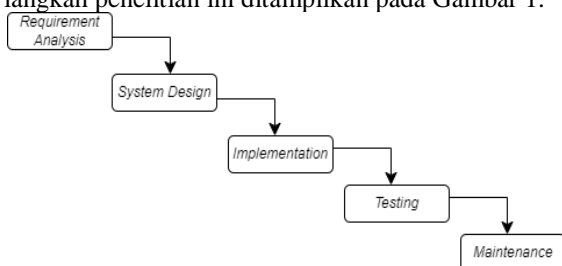 langkah penelitian ini ditampilkan pada Gambar 1.
Requirement
Analysis
System Design
Implementation
Testing
Maintenance